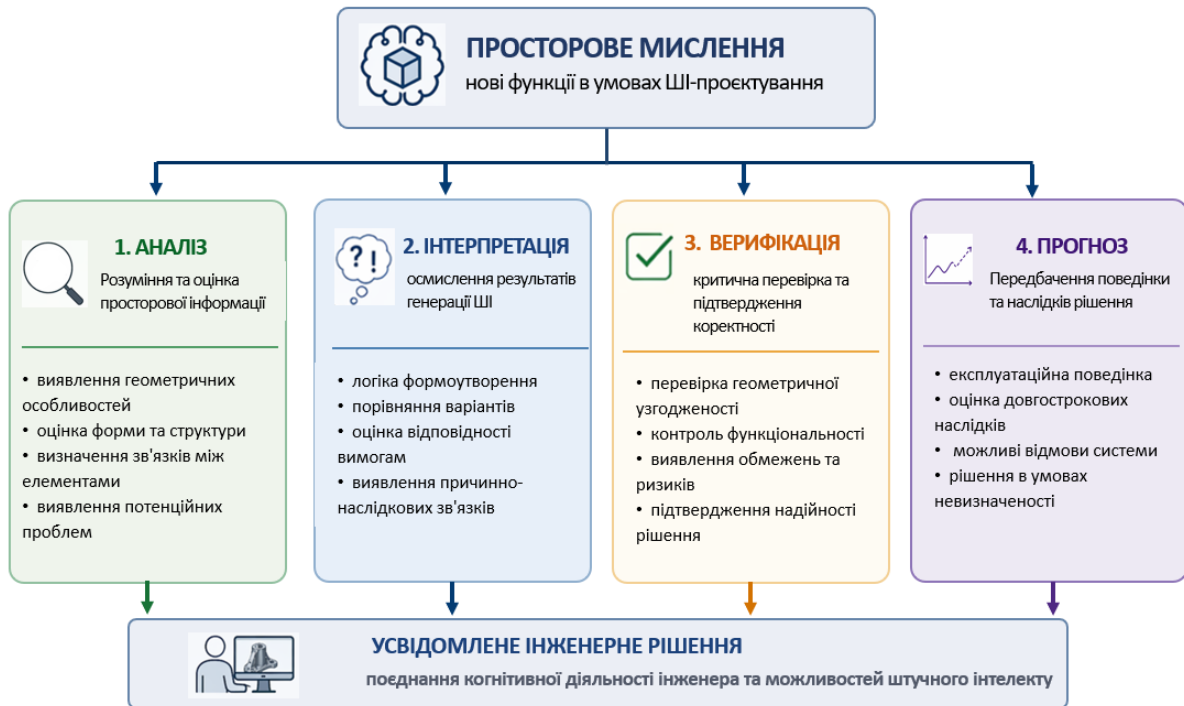 ПРОСТОРОВЕ МИСЛЕННЯ
нові функції в умовах ШІ-проєктування
1. АНАЛІЗ
Розуміння та оцінка
просторової інформації
• виявлення геометричних
особливостей
• оцінка форми та структури
• визначення зв'язків між
елементами
• виявлення потенційних
проблем
?!
2. ІНТЕРПРЕТАЦІЯ
осмислення результатів
генерації ШІ
• логіка формоутворення
• порівняння варіантів
• оцінка відповідності
вимогам
• виявлення причинно-
наслідкових зв'язків
3. ВЕРИФІКАЦІЯ
критична перевірка та
підтвердження
коректності
• перевірка геометричної
узгодженості
• контроль функціональності
• виявлення обмежень та
ризиків
• підтвердження надійності
рішення
4. ПРОГНОЗ
Передбачення поведінки
та наслідків рішення
• експлуатаційна поведінка
• оцінка довгострокових
наслідків
• можливі відмови системи
• рішення в умовах
невизначеності
УСВІДОМЛЕНЕ ІНЖЕНЕРНЕ РІШЕННЯ
поєднання когнітивної діяльності інженера та можливостей штучного інтелекту